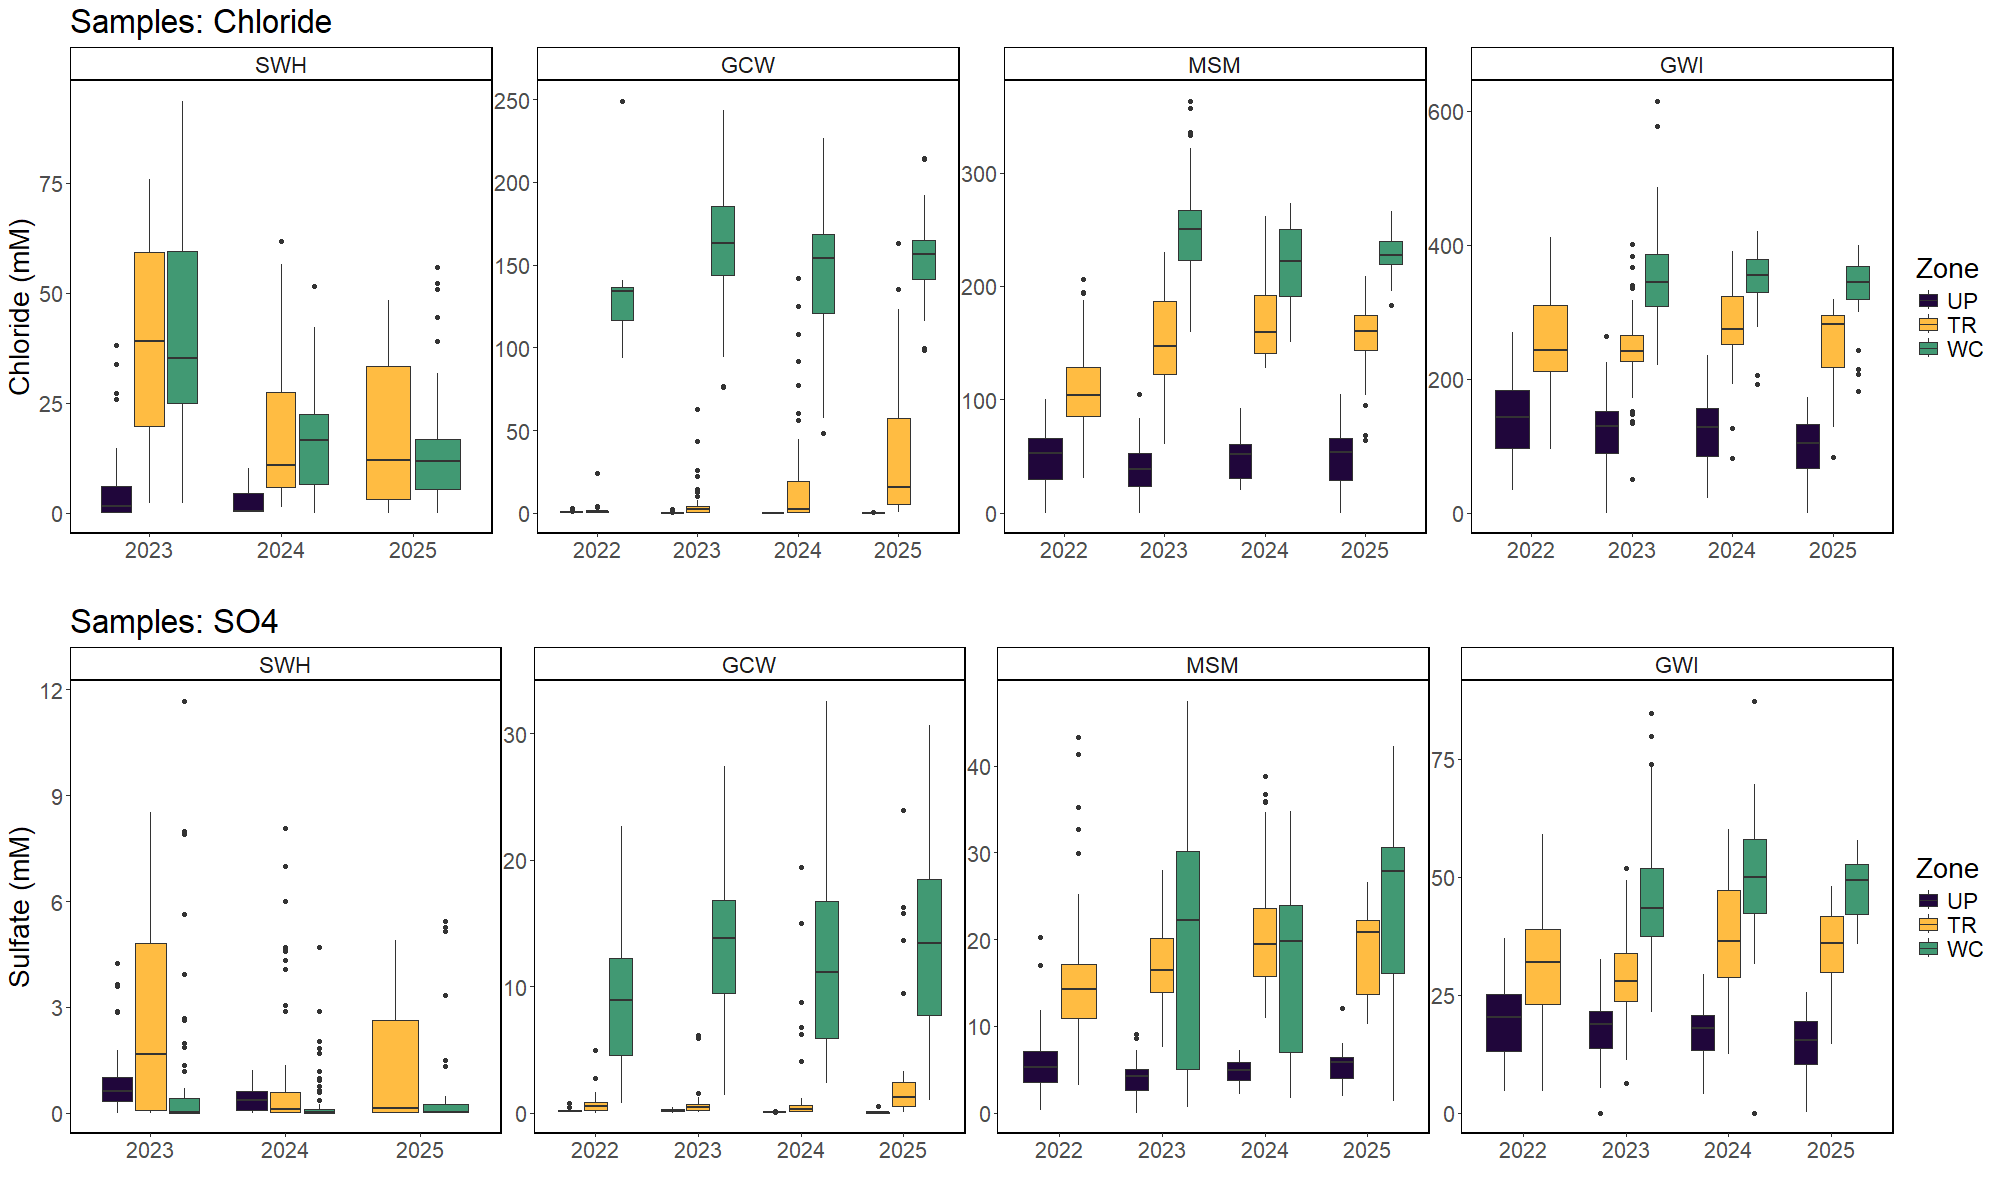 Samples: Chloride
SWH GCW MSM GWI
Chloride (mM)
75
50
25
0
2023 2024 2025
250
200
150
100
50
0
2022 2023 2024 2025
300
200
100
0
2022 2023 2024 2025
600
400
200
0
2022 2023 2024 2025
Zone
UP
TR
WC
Samples: SO4
SWH GCW MSM GWI
Sulfate (mM)
12
9
6
3
0
2023 2024 2025
30
20
10
0
2022 2023 2024 2025
40
30
20
10
0
2022 2023 2024 2025
75
50
25
0
2022 2023 2024 2025
Zone
UP
TR
WC